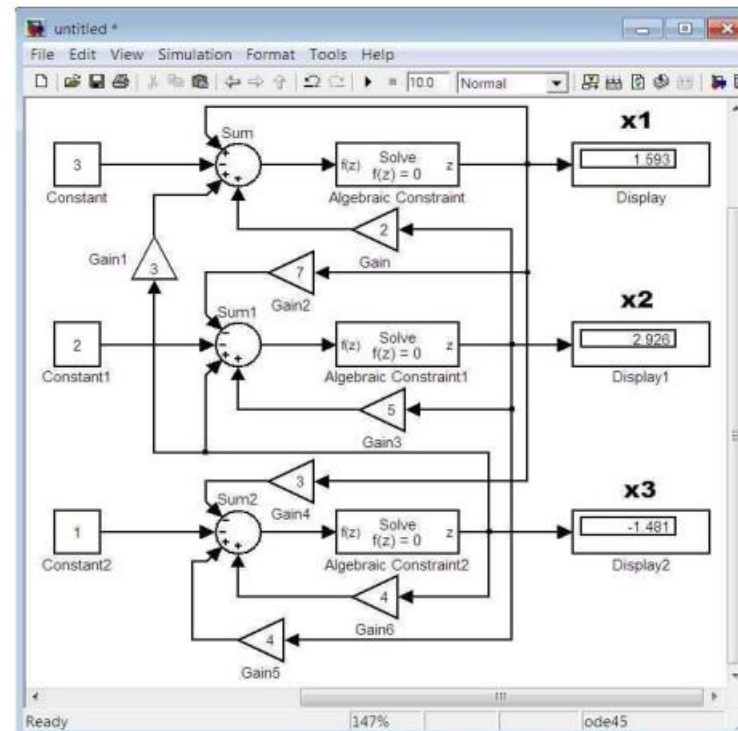 untitled *
File Edit View Simulation Format Tools Help
10.0 Normal
x1
Sum
3
+
-
+
+
f(z) Solve f(z) = 0 z
1.593
Constant
Algebraic Constraint
Display
2
Gain1
3
Gain
7
Gain2
x2
Sum1
2
-
-
+
+
f(z) Solve f(z) = 0 z
2.926
Constant1
Algebraic Constraint1
Display1
5
Gain3
3
x3
Sum2
Gain4
1
-
-
+
+
f(z) Solve f(z) = 0 z
-1.481
Constant2
Algebraic Constraint2
Display2
4
Gain6
4
Gain5
Ready 147% ode45